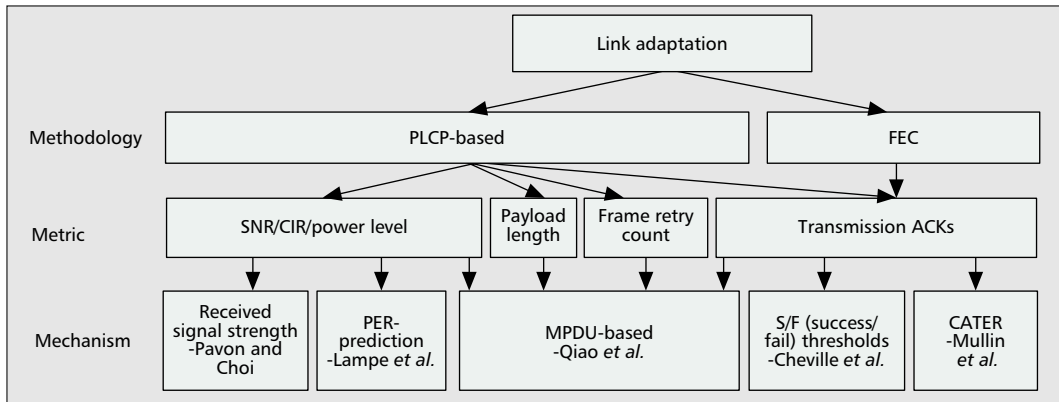 Link adaptation
Methodology
PLCP-based
FEC
Metric
SNR/CIR/power level
Payload
length
Frame retry
count
Transmission ACKs
Mechanism
Received
signal strength
-Pavon and
Choi
PER-
prediction
-Lampe et al.
MPDU-based
-Qiao et al.
S/F (success/
fail) thresholds
-Cheville et al.
CATER
-Mullin
et al.